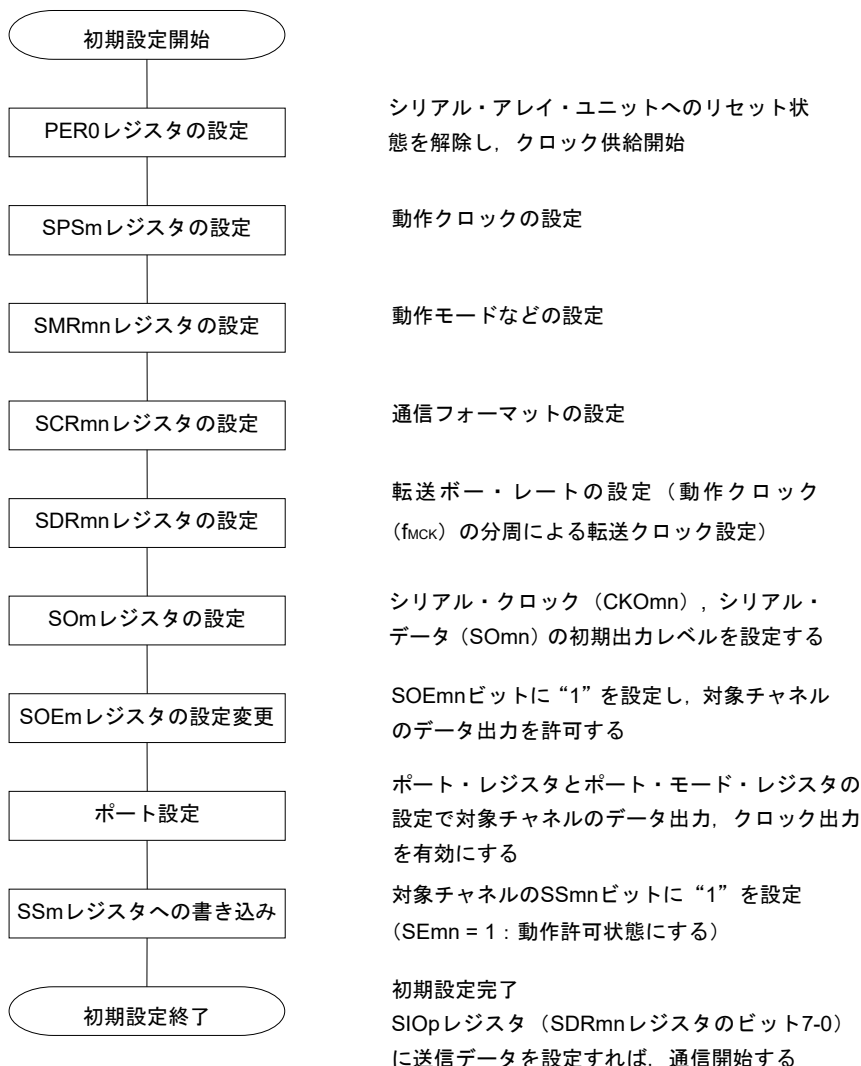 初期設定開始
PER0レジスタの設定
シリアル・アレイ・ユニットへのリセット状
態を解除し，クロック供給開始
SPSmレジスタの設定
動作クロックの設定
SMRmnレジスタの設定
動作モードなどの設定
SCRmnレジスタの設定
通信フォーマットの設定
SDRmnレジスタの設定
転送ボー・レートの設定（動作クロック
（fMCK）の分周による転送クロック設定）
SOmレジスタの設定
シリアル・クロック（CKOmn），シリアル・
データ（SOmn）の初期出力レベルを設定する
SOEmレジスタの設定変更
SOEmnビットに“1”を設定し，対象チャネル
のデータ出力を許可する
ポート設定
ポート・レジスタとポート・モード・レジスタの
設定で対象チャネルのデータ出力，クロック出力
を有効にする
SSmレジスタへの書き込み
対象チャネルのSSmnビットに“1”を設定
（SEmn = 1：動作許可状態にする）
初期設定終了
初期設定完了
SIOpレジスタ（SDRmnレジスタのビット7-0）
に送信データを設定すれば，通信開始する